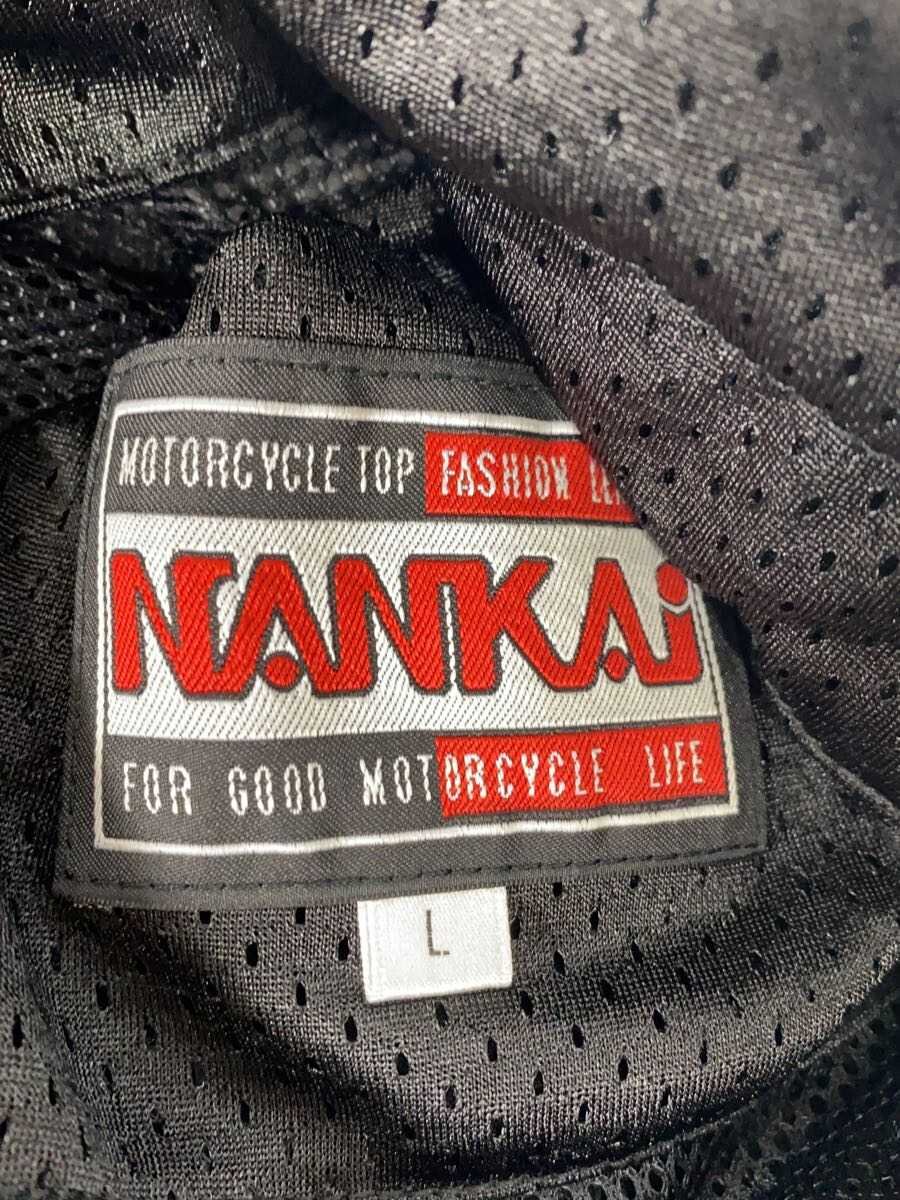 MOTORCYCLE TOP FASHION
NANKAi
FOR GOOD MOTORCYCLE LIFE
L